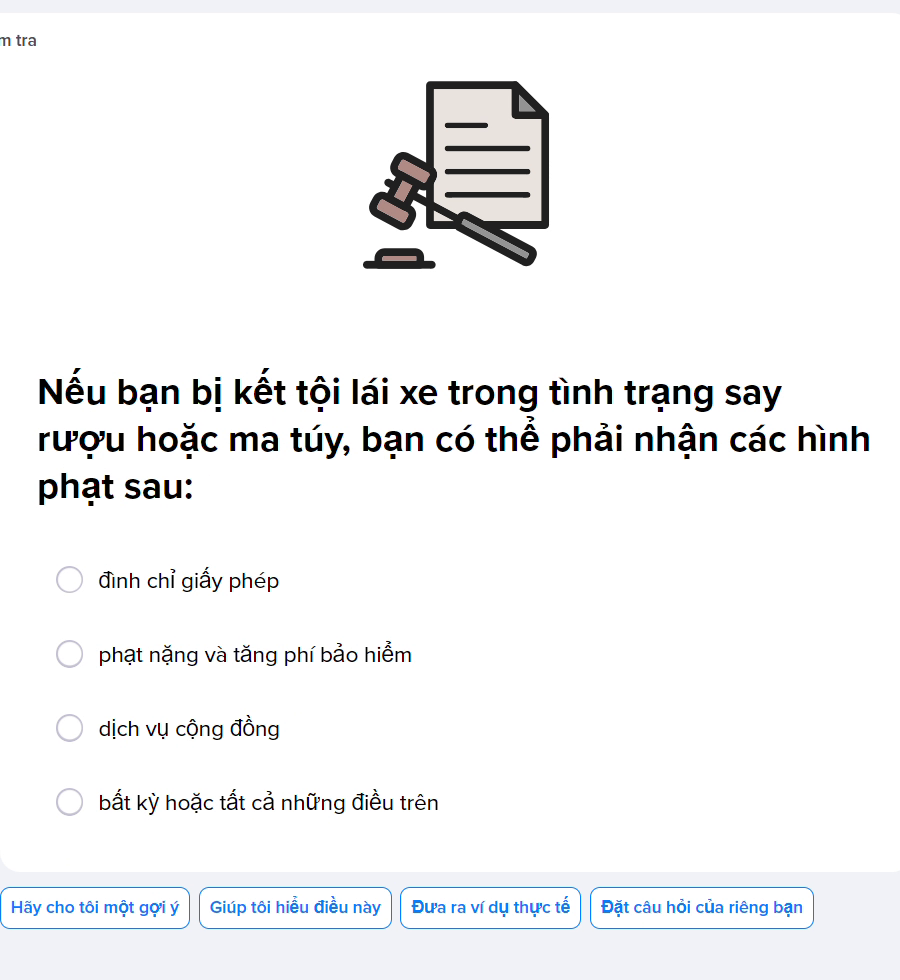 m tra
Nếu bạn bị kết tội lái xe trong tình trạng say
rượu hoặc ma túy, bạn có thể phải nhận các hình
phạt sau:
đình chỉ giấy phép
phạt nặng và tăng phí bảo hiểm
dịch vụ cộng đồng
bất kỳ hoặc tất cả những điều trên
Hãy cho tôi một gợi ý
Giúp tôi hiểu điều này
Đưa ra ví dụ thực tế
Đặt câu hỏi của riêng bạn